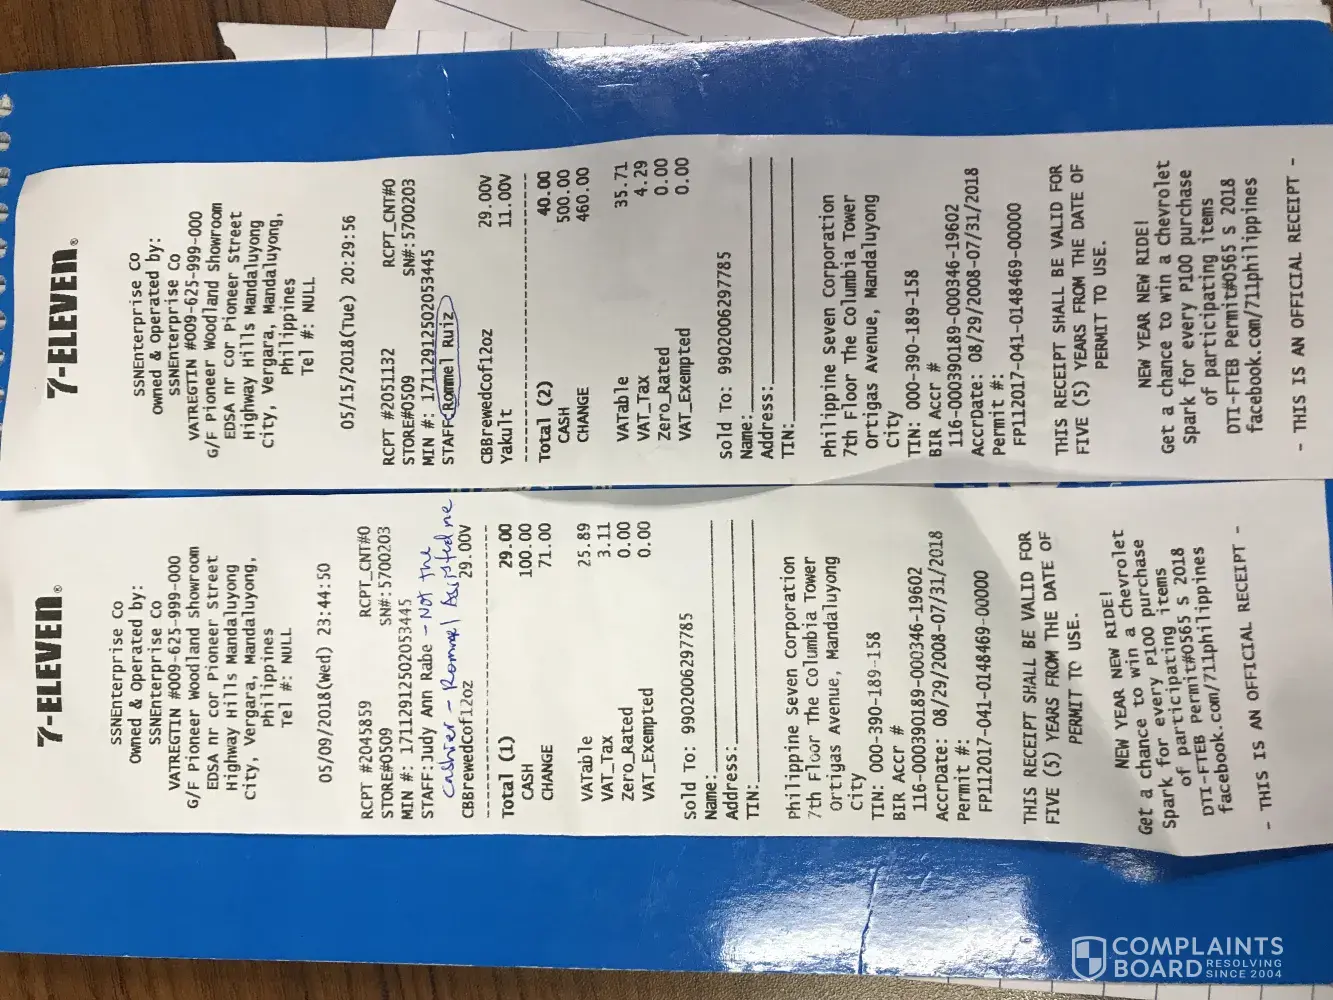 7-ELEVEN®
SSNEnterprise Co
Owned & Operated by:
SSNEnterprise Co
VATREGTIN #009-625-999-000
G/F Pioneer Woodland Showroom
EDSA nr cor Pioneer Street
Highway Hills Mandaluyong
City, Vergara, Mandaluyong,
Philippines
Tel #: NULL
05/15/2018(Tue) 20:29:56
RCPT #2051132 RCPT_CNT#0
STORE#0509 SN#:5700203
MIN #: 17112912502053445
STAFF:Rommel Ruiz
CBBrewedCof12oz 29.00V
Yakult 11.00V
Total (2) 40.00
CASH 500.00
CHANGE 460.00
VATable 35.71
VAT_Tax 4.29
Zero_Rated 0.00
VAT_Exempted 0.00
Sold To: 9902006297785
Name:
Address:
TIN:
Philippine Seven Corporation
7th Floor The Columbia Tower
Ortigas Avenue, Mandaluyong
City
TIN: 000-390-189-158
BIR Accr #
116-000390189-000346-19602
AccrDate: 08/29/2008-07/31/2018
Permit #:
FP112017-041-0148469-00000
THIS RECEIPT SHALL BE VALID FOR
FIVE (5) YEARS FROM THE DATE OF
PERMIT TO USE.
NEW YEAR NEW RIDE!
Get a chance to win a chevrolet
Spark for every P100 purchase
of participating items
DTI-FTEB Permit#0565 S 2018
facebook.com/711philippines
- THIS IS AN OFFICIAL RECEIPT -
7-ELEVEN®
SSNEnterprise Co
Owned & Operated by:
SSNEnterprise Co
VATREGTIN #009-625-999-000
G/F Pioneer Woodland Showroom
EDSA nr cor Pioneer Street
Highway Hills Mandaluyong
City, Vergara, Mandaluyong,
Philippines
Tel #: NULL
05/09/2018(Wed) 23:44:50
RCPT #2045859 RCPT_CNT#0
STORE#0509 SN#:5700203
MIN #: 17112912502053445
STAFF:Judy Ann Rabe - Not the
Cashier - Rommel Assisted me
CBBrewedCof12oz 29.00V
Total (1) 29.00
CASH 100.00
CHANGE 71.00
VATable 25.89
VAT_Tax 3.11
Zero_Rated 0.00
VAT_Exempted 0.00
Sold To: 9902006297785
Name:
Address:
TIN:
Philippine Seven Corporation
7th Floor The Columbia Tower
Ortigas Avenue, Mandaluyong
City
TIN: 000-390-189-158
BIR Accr #
116-000390189-000346-19602
AccrDate: 08/29/2008-07/31/2018
Permit #:
FP112017-041-0148469-00000
THIS RECEIPT SHALL BE VALID FOR
FIVE (5) YEARS FROM THE DATE OF
PERMIT TO USE.
NEW YEAR NEW RIDE!
Get a chance to win a chevrolet
Spark for every P100 purchase
of participating items
DTI-FTEB Permit#0565 S 2018
facebook.com/711philippines
- THIS IS AN OFFICIAL RECEIPT -
COMPLAINTS
BOARD RESOLVING
SINCE 2004